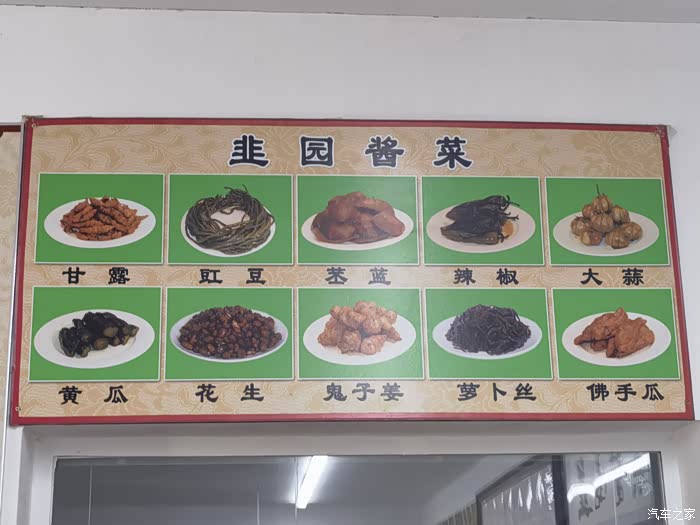 韭园酱菜
甘露 豇豆 苤蓝 辣椒 大蒜
黄瓜 花生 鬼子姜 萝卜丝 佛手瓜
汽车之家